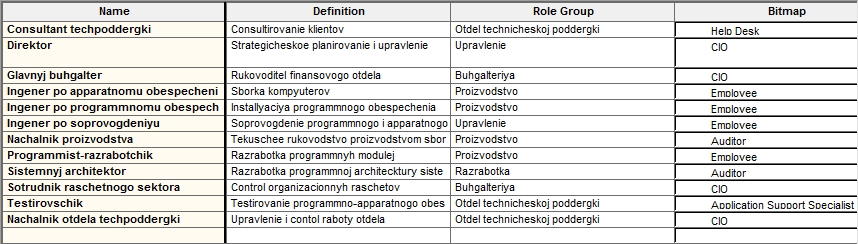 Name Definition Role Group Bitmap
Consultant techpoddergki Consultirovanie klientov Otdel technicheskoj poddergki Help Desk
Direktor Strategicheskoe planirovanie i upravlenie Upravlenie CIO
Glavnyj buhgalter Rukovoditel finansovogo otdela Buhgalteriya CIO
Ingener po apparatnomu obespecheni Sborka kompyuterov Proizvodstvo Employee
Ingener po programmnomu obespech Installyaciya programmnogo obespechenia Proizvodstvo Employee
Ingener po soprovogdeniyu Soprovogdenie programmnogo i apparatnogo Upravlenie Employee
Nachalnik proizvodstva Tekuschee rukovodstvo proizvodstvom sbor Proizvodstvo Auditor
Programmist-razrabotchik Razrabotka programmnyh modulej Proizvodstvo Employee
Sistemnyj architektor Razrabotka programmnoj architecktury siste Razrabotka Auditor
Sotrudnik raschetnogo sektora Control organizacionnyh raschetov Buhgalteriya CIO
Testirovschik Testirovanie programmno-apparatnogo obes Otdel technicheskoj poddergki Application Support Specialist
Nachalnik otdela techpoddergki Upravlenie i contol raboty otdela Otdel technicheskoj poddergki CIO